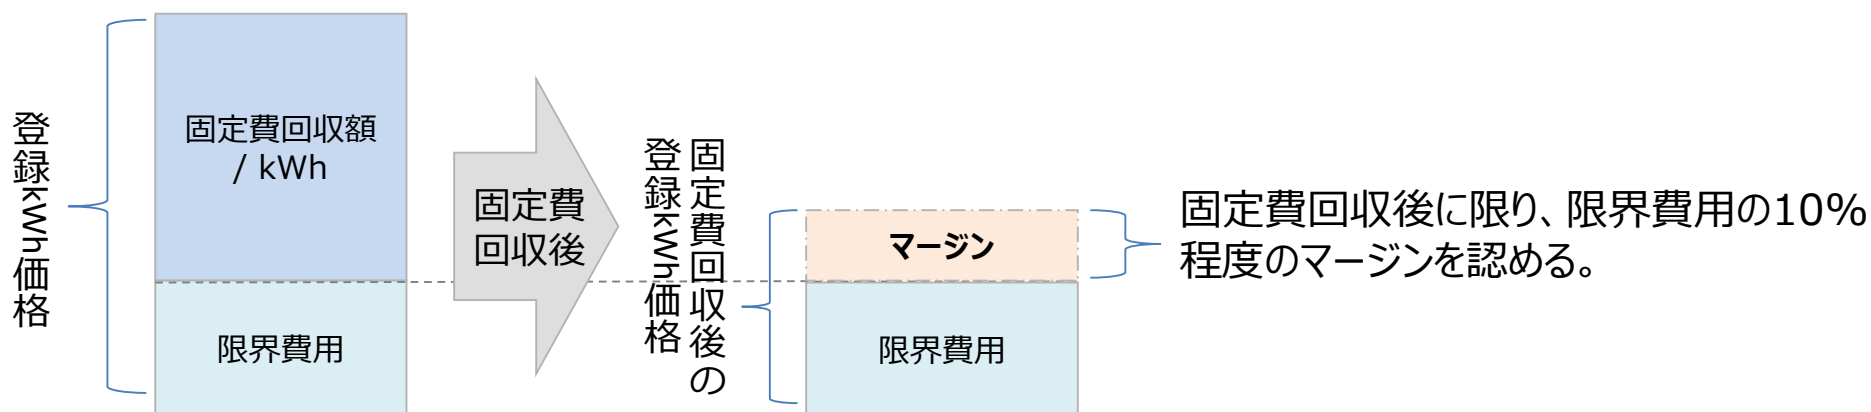 登録kWh価格
固定費回収額
/ kWh
限界費用
固定費
回収後
固定費回収後の
登録kWh価格
マージン
限界費用
固定費回収後に限り、限界費用の10%
程度のマージンを認める。